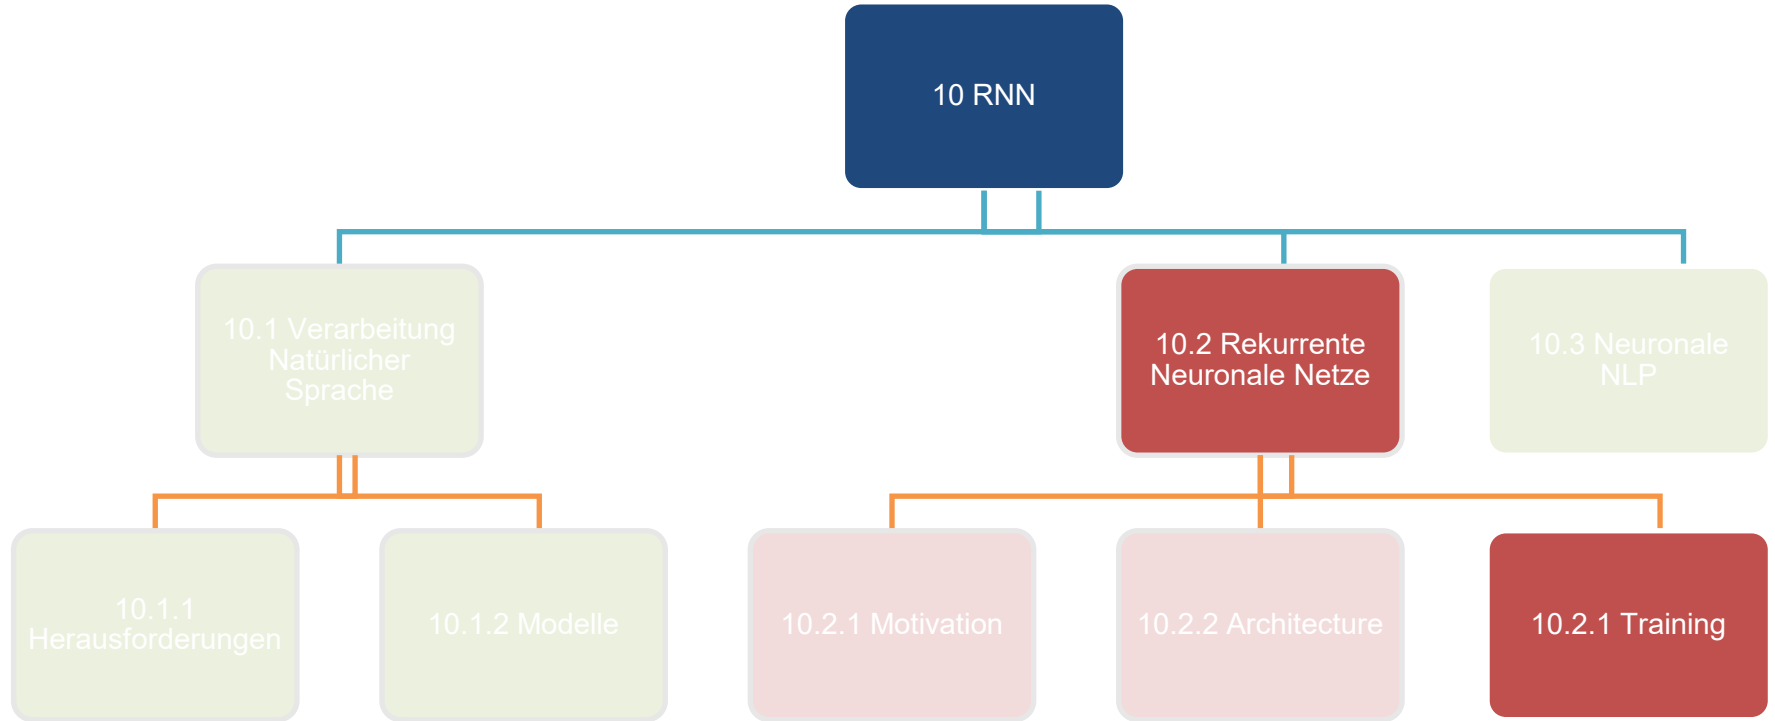 10 RNN
10.1 Verarbeitung
Natürlicher
Sprache
10.2 Rekurrente
Neuronale Netze
10.3 Neuronale
NLP
10.1.1
Herausforderungen
10.1.2 Modelle
10.2.1 Motivation
10.2.2 Architecture
10.2.1 Training